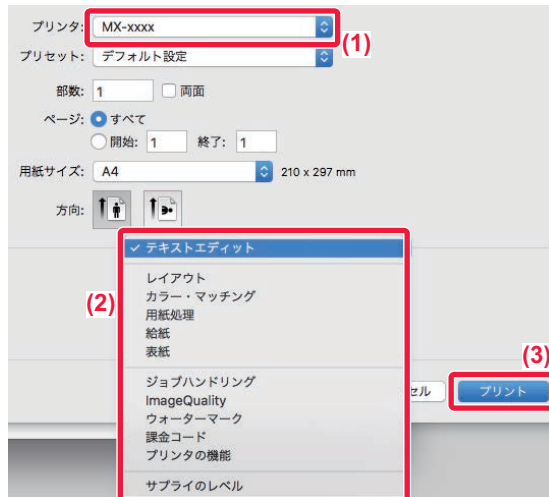 プリンタ: MX-xxxx
(1)
プリセット: デフォルト設定
部数: 1 両面
ページ: すべて
開始: 1 終了: 1
用紙サイズ: A4 210 x 297 mm
方向:
✓ テキストエディット
(2)
レイアウト
カラー・マッチング
用紙処理
給紙
表紙
ジョブハンドリング
ImageQuality
ウォーターマーク
課金コード
プリンタの機能
サプライのレベル
(3)
セル プリント